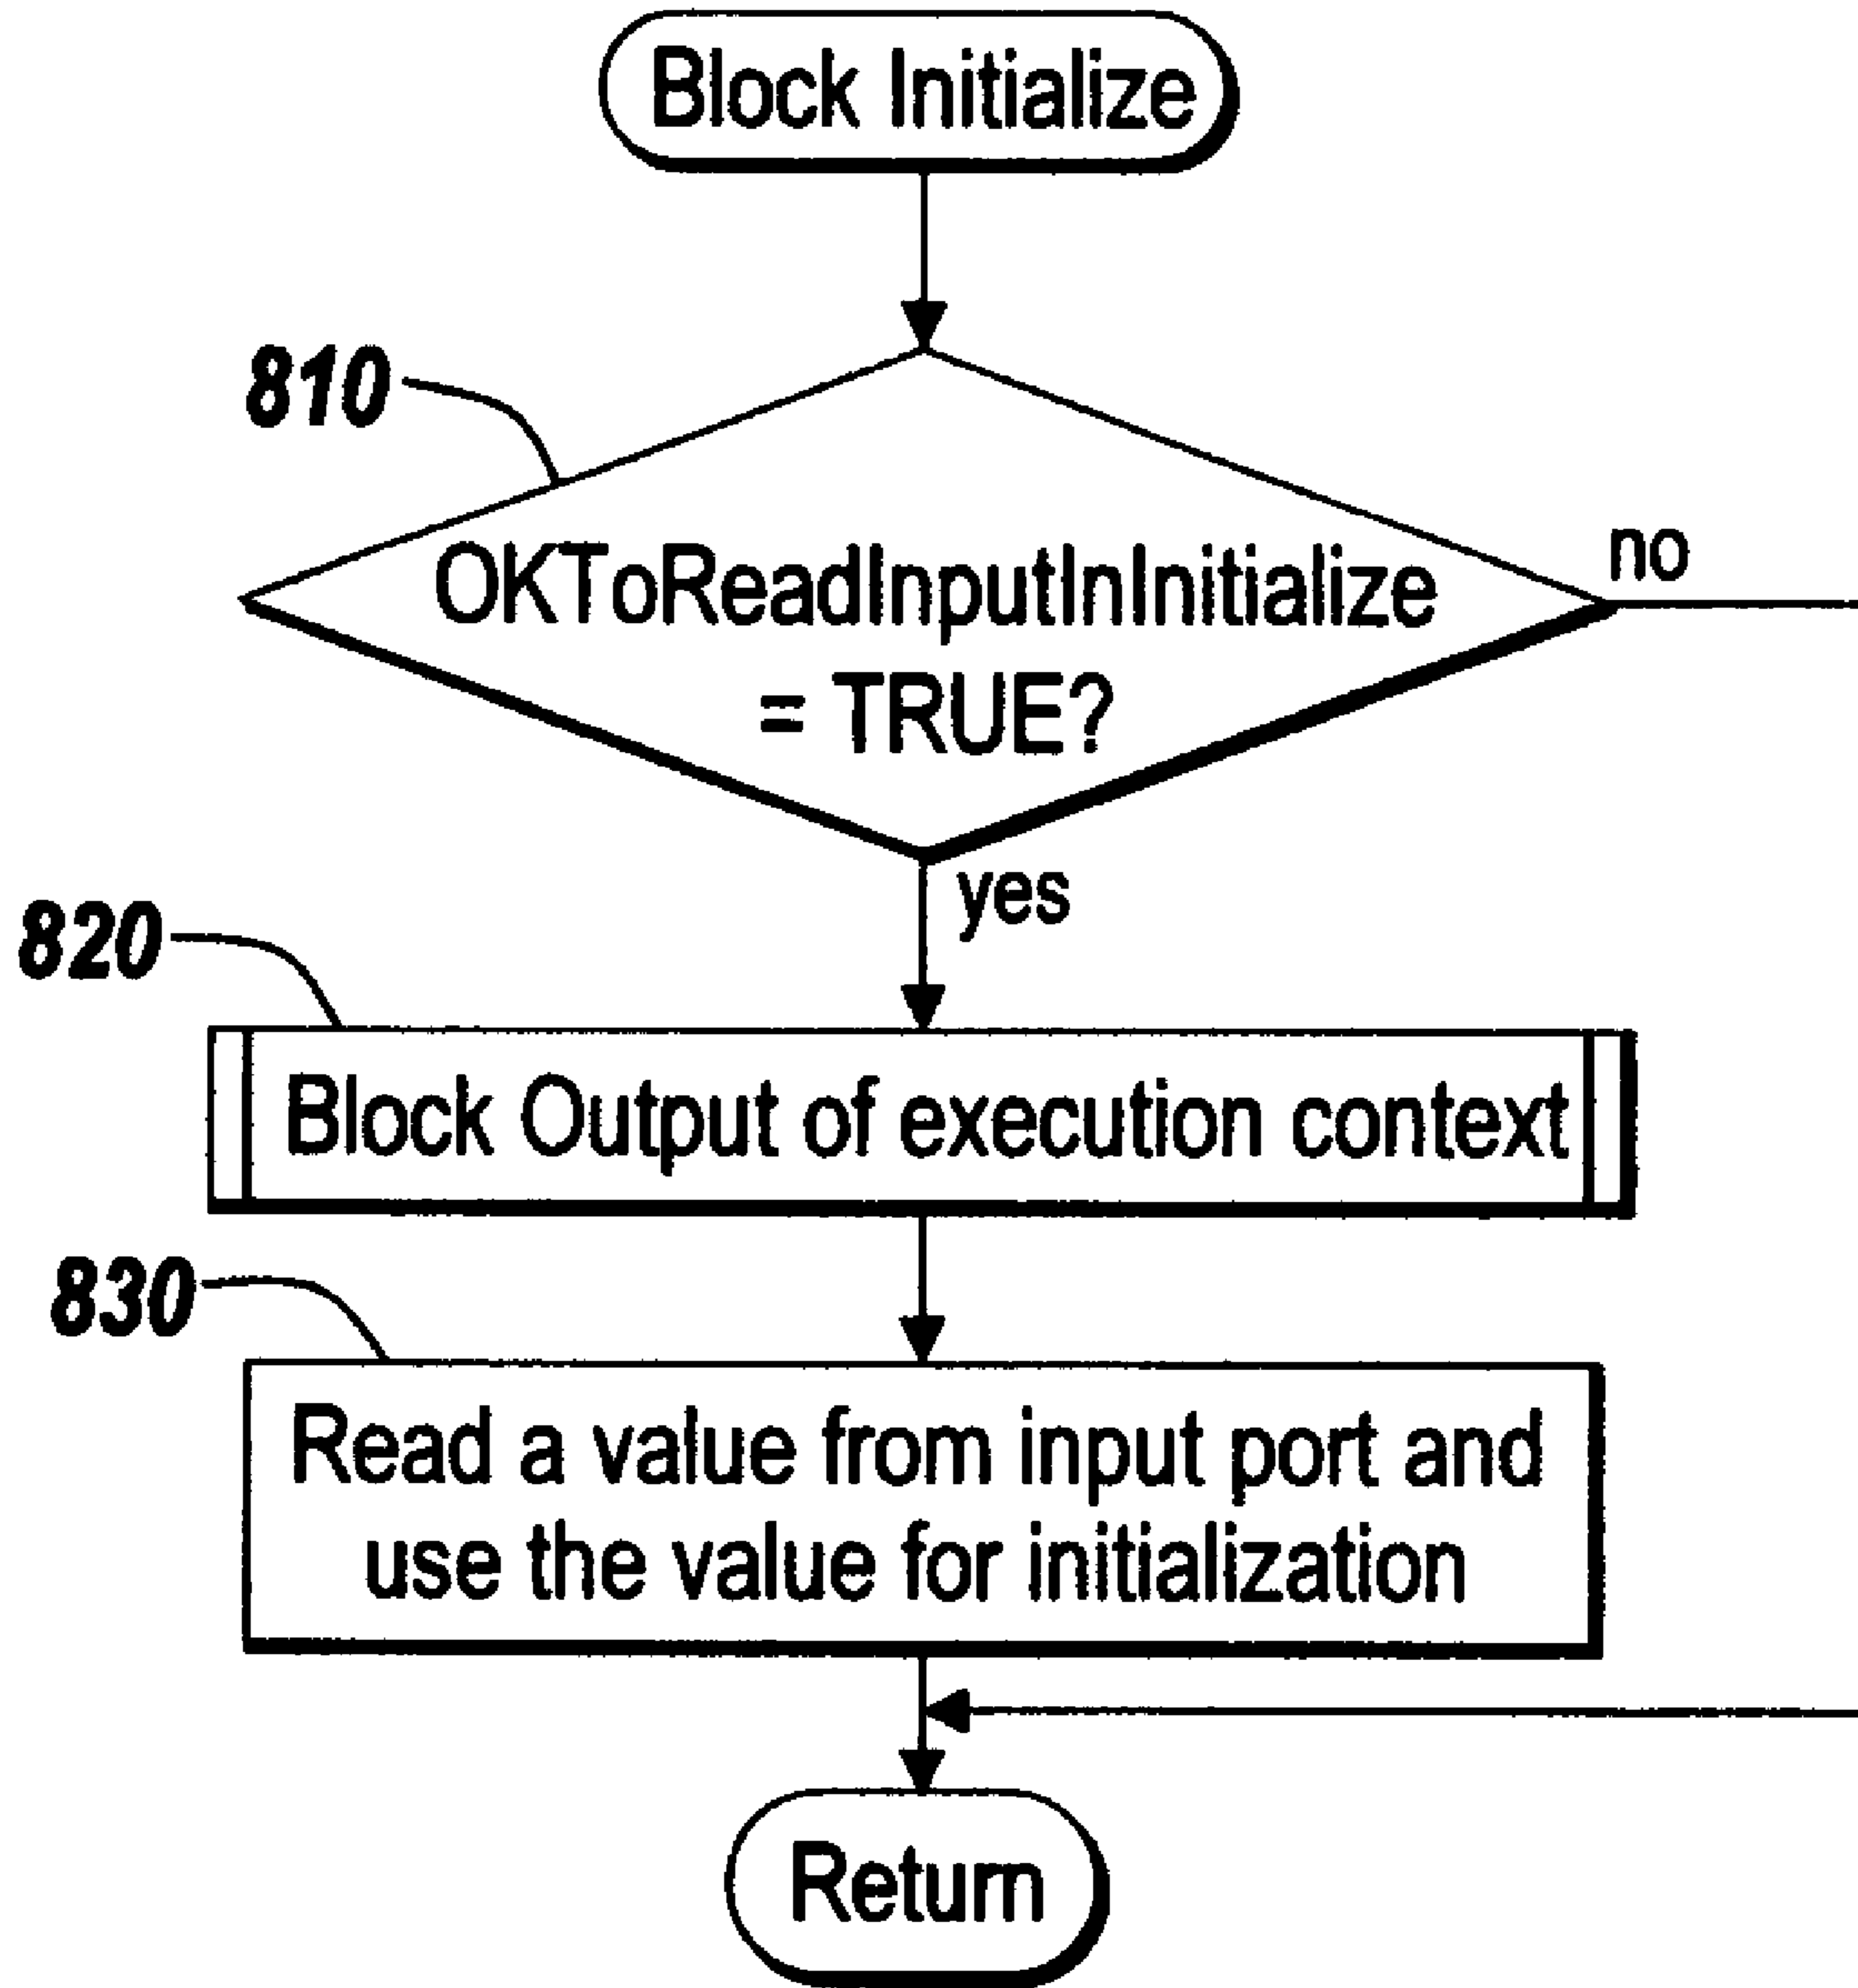 Block Initialize
810
OKToReadInputInInitialize
= TRUE?
no
yes
820
Block Output of execution context
830
Read a value from input port and
use the value for initialization
Return